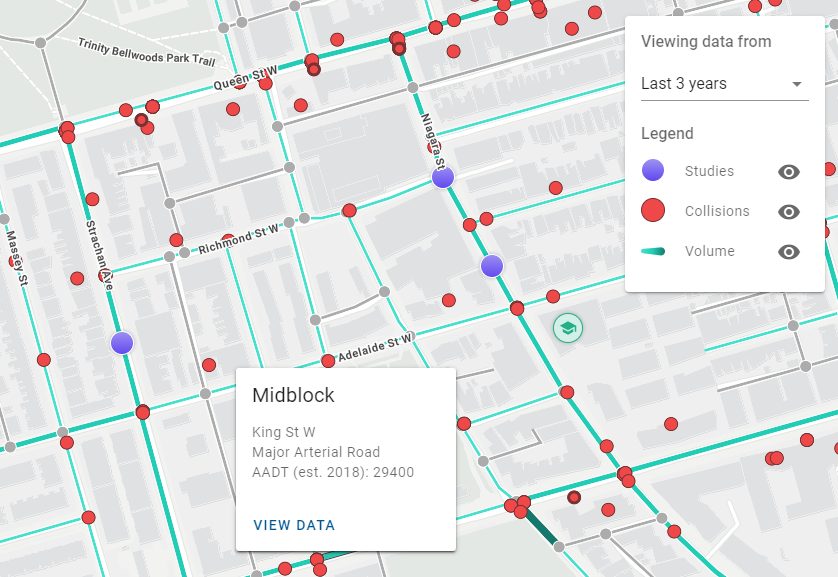 Trinity Bellwoods Park Trail
Queen St W
Niagara St
Strachan Ave
Massey St
Richmond St W
Adelaide St W
Viewing data from
Last 3 years
Legend
Studies
Collisions
Volume
Midblock
King St W
Major Arterial Road
AADT (est. 2018): 29400
VIEW DATA